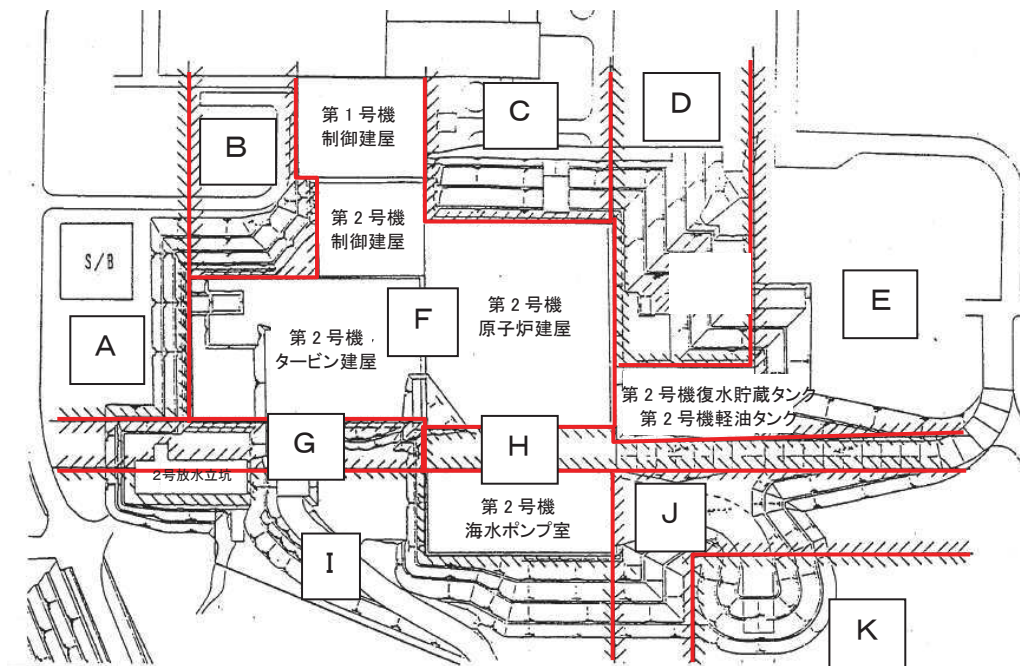 C
D
第1号機
制御建屋
B
第2号機
制御建屋
S/B
E
F
第2号機
原子炉建屋
A
第2号機
タービン建屋
第2号機復水貯蔵タンク
第2号機軽油タンク
G
H
2号放水立坑
第2号機
海水ポンプ室
J
I
K